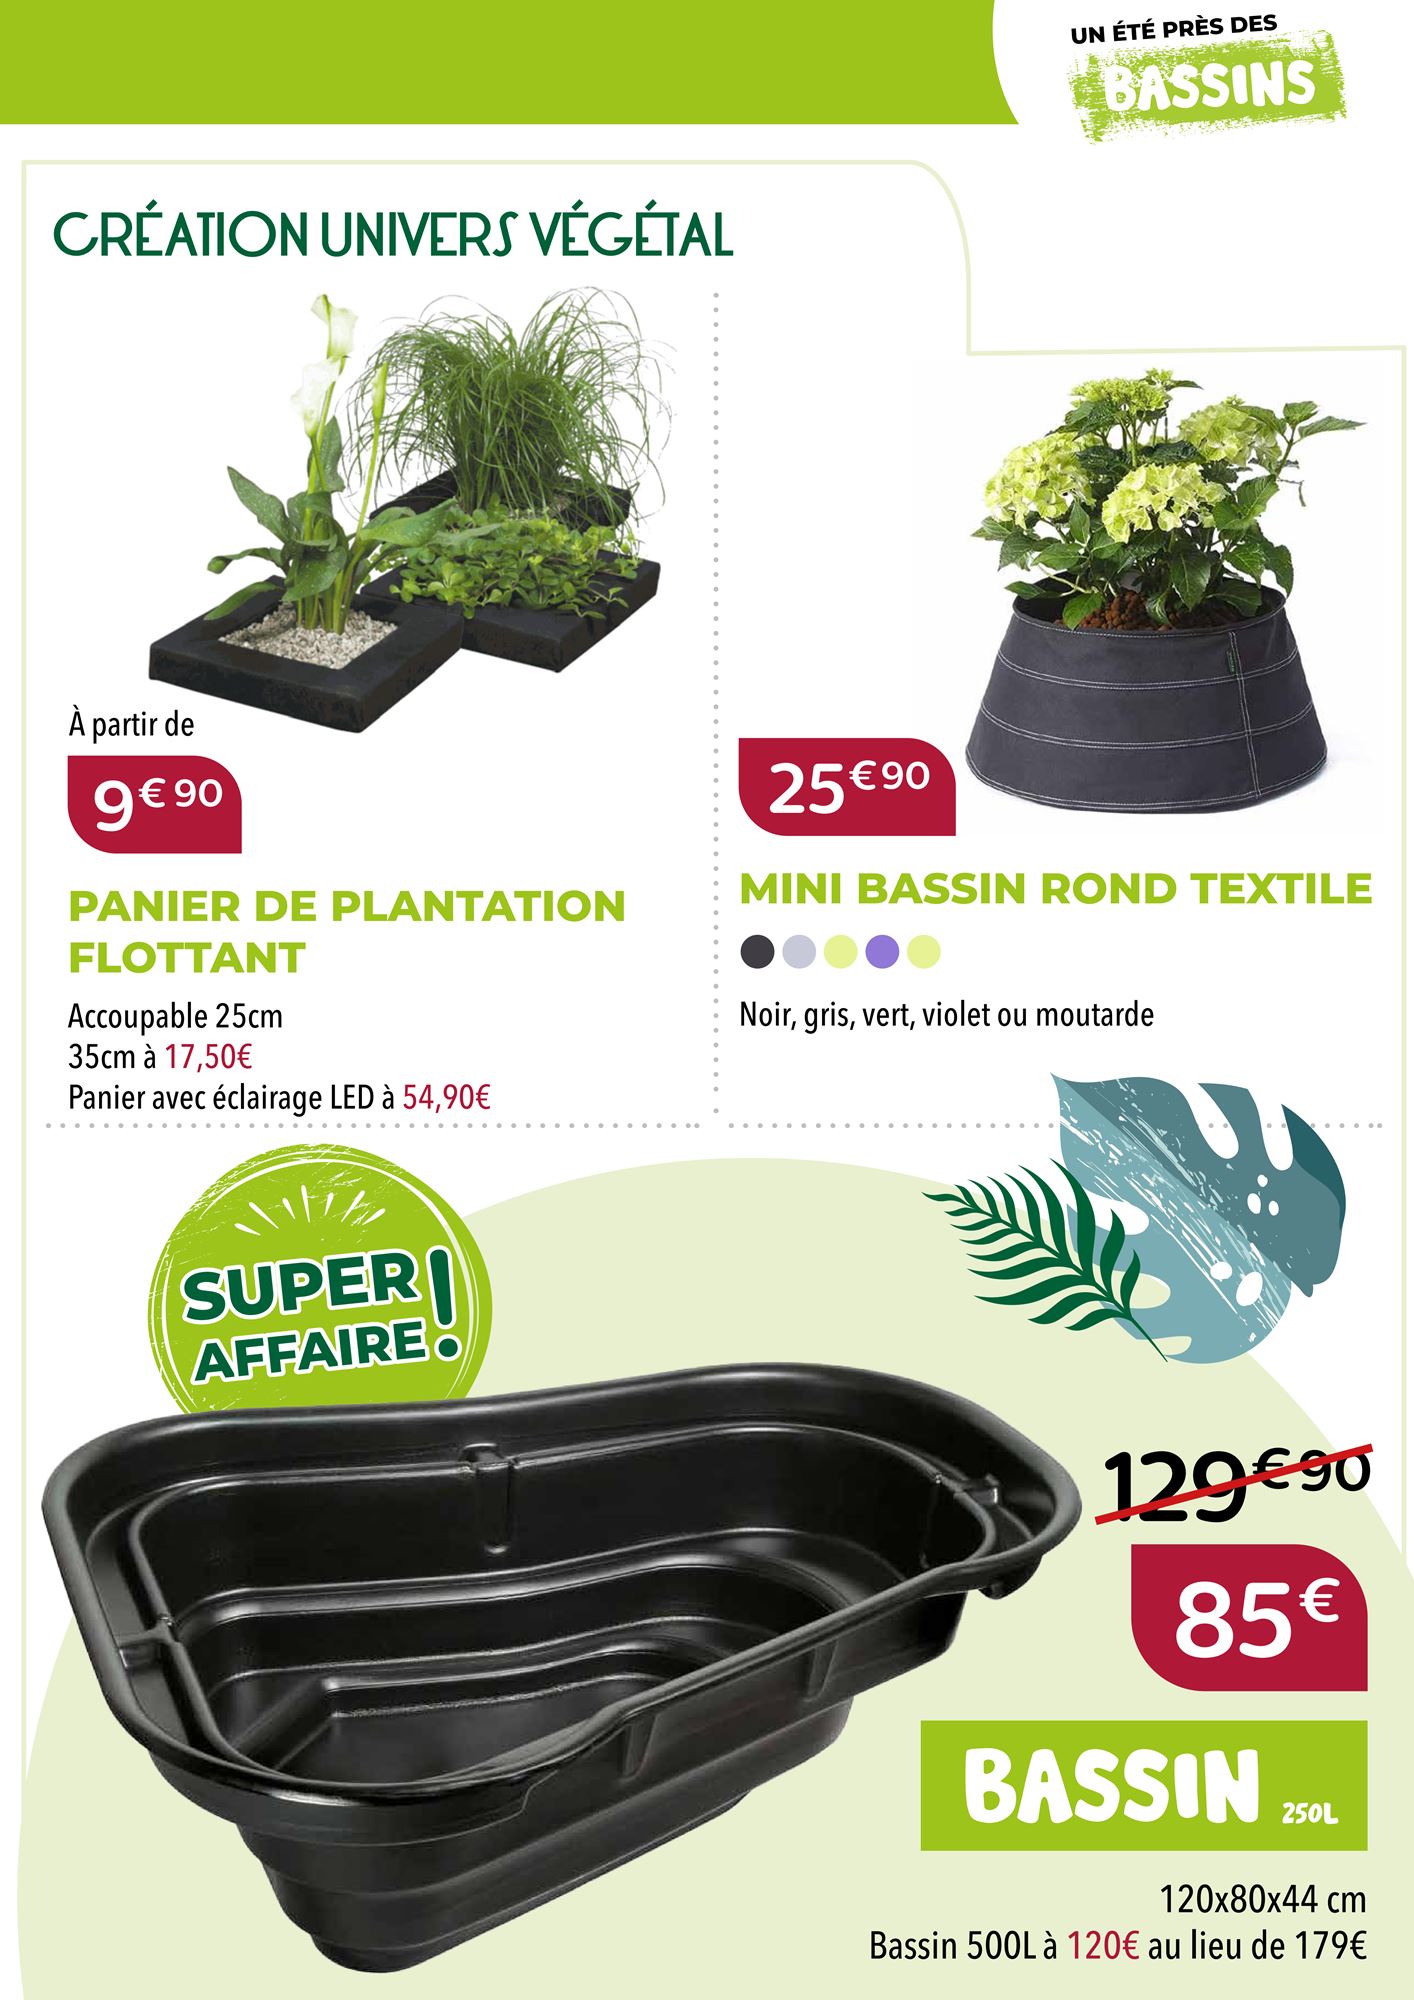 UN ÉTÉ PRÈS DES
BASSINS
CRÉATION UNIVERS VÉGÉTAL
À partir de
9€90
PANIER DE PLANTATION
FLOTTANT
Accoupable 25cm
35cm à 17,50€
Panier avec éclairage LED à 54,90€
25€90
MINI BASSIN ROND TEXTILE
Noir, gris, vert, violet ou moutarde
SUPER
AFFAIRE !
129€90
85€
BASSIN 250L
120x80x44 cm
Bassin 500L à 120€ au lieu de 179€